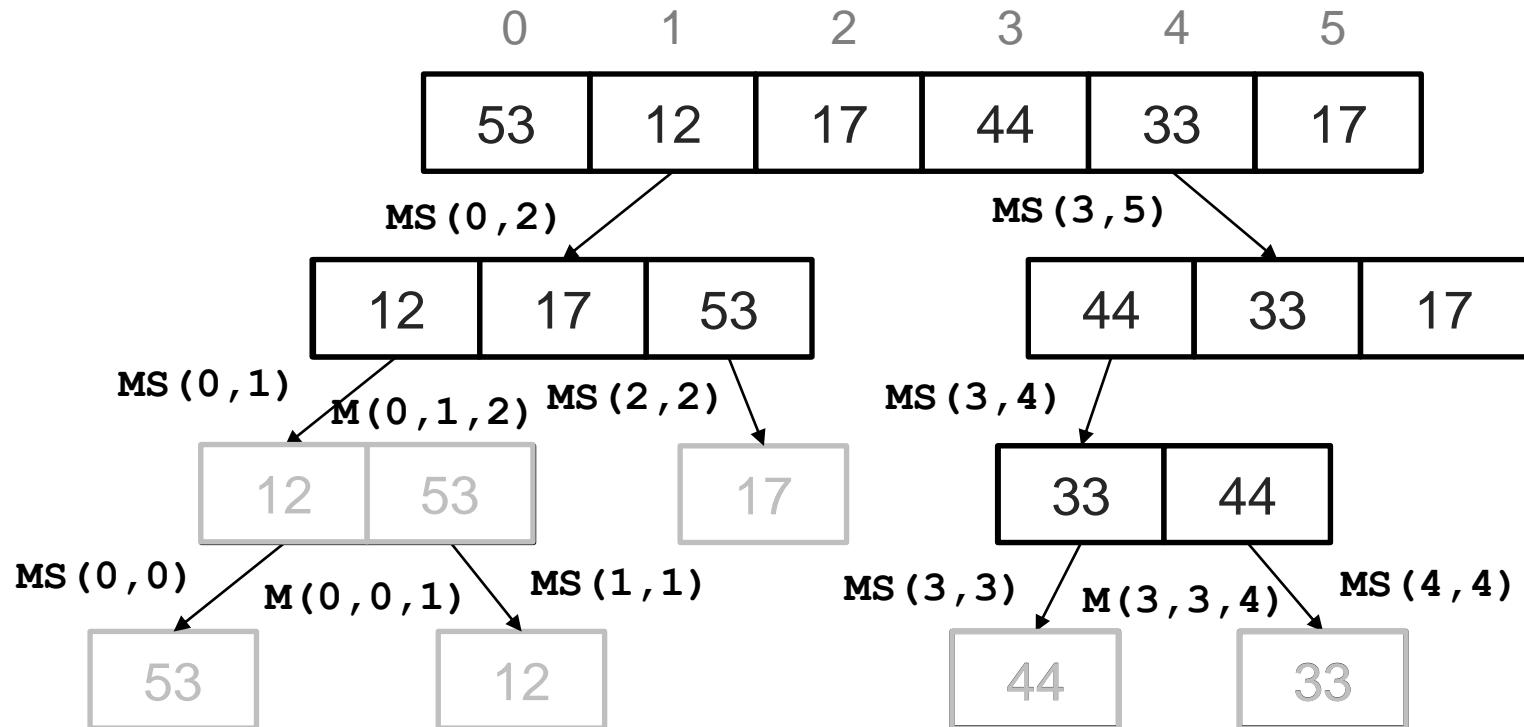 0 1 2 3 4 5
53 12 17 44 33 17
MS(0,2) MS(3,5)
12 17 53 44 33 17
MS(0,1) M(0,1,2) MS(2,2) MS(3,4)
12 53 17 33 44
MS(0,0) M(0,0,1) MS(1,1) MS(3,3) M(3,3,4) MS(4,4)
53 12 44 33